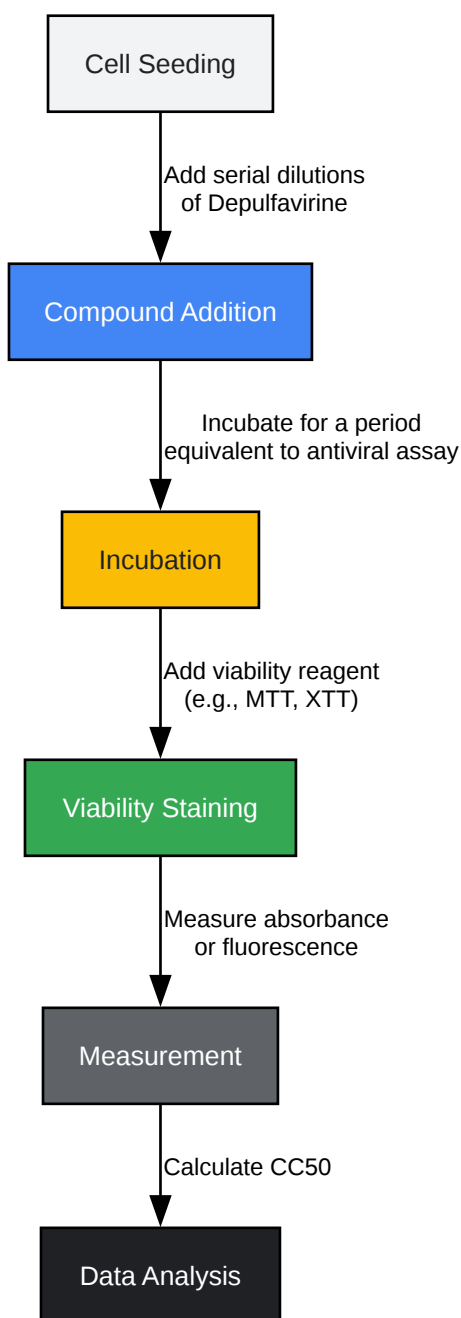 Cell Seeding
Add serial dilutions
of Depulfavirine
Compound Addition
Incubate for a period
equivalent to antiviral assay
Incubation
Add viability reagent
(e.g., MTT, XTT)
Viability Staining
Measure absorbance
or fluorescence
Measurement
Calculate CC50
Data Analysis